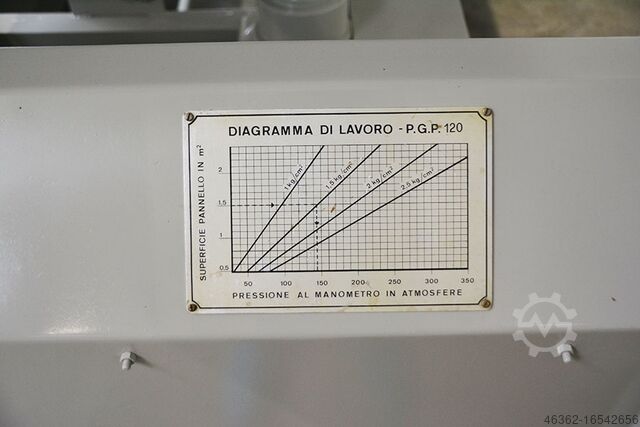 DIAGRAMMA DI LAVORO - P.G.P. 120
SUPERFICIE PANNELLO IN m²
2
1.5
1
0.5
1 kg/cm²
1,5 kg/cm²
2 kg/cm²
2,5 kg/cm²
50 100 150 200 250 300 350
PRESSIONE AL MANOMETRO IN ATMOSFERE
46362-16542656